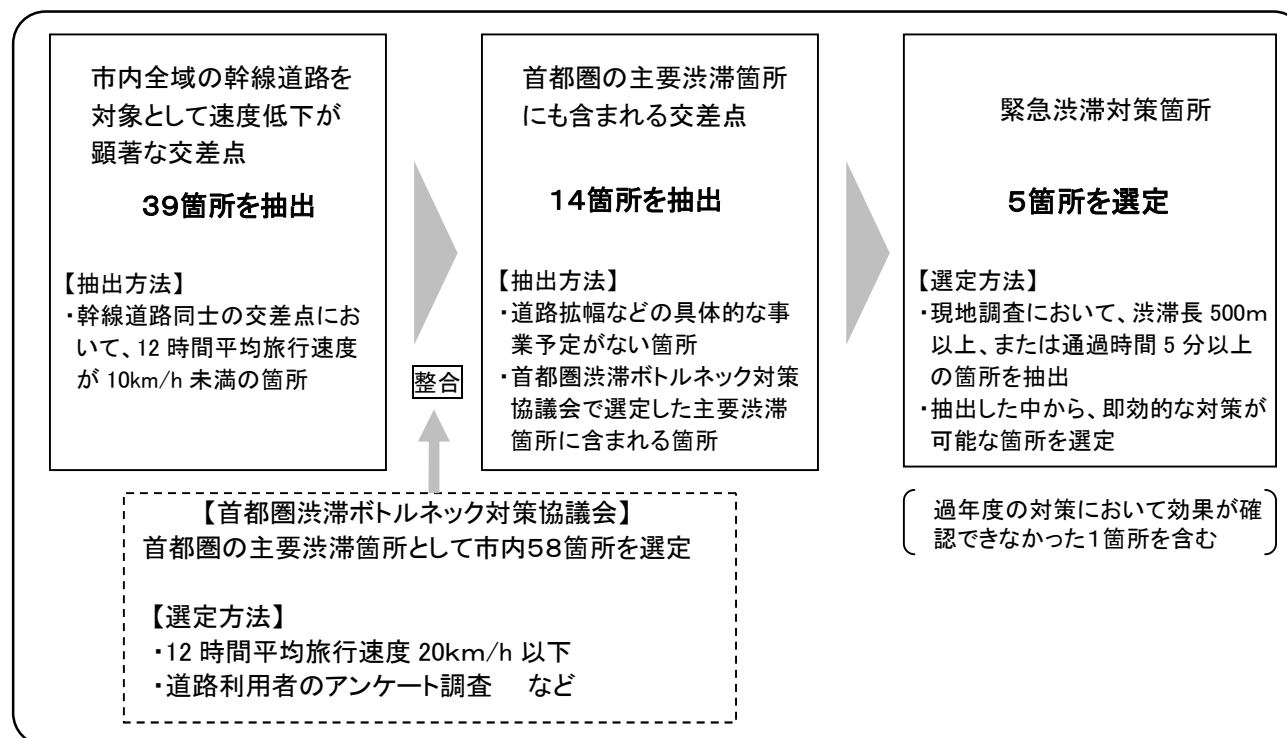 市内全域の幹線道路を
対象として速度低下が
顕著な交差点
39箇所を抽出
【抽出方法】
・幹線道路同士の交差点にお
いて、12 時間平均旅行速度
が 10km/h 未満の箇所
首都圏の主要渋滞箇所
にも含まれる交差点
14箇所を抽出
【抽出方法】
・道路拡幅などの具体的な事
業予定がない箇所
・首都圏渋滞ボトルネック対策
協議会で選定した主要渋滞
箇所に含まれる箇所
緊急渋滞対策箇所
5箇所を選定
【選定方法】
・現地調査において、渋滞長 500m
以上、または通過時間 5 分以上
の箇所を抽出
・抽出した中から、即効的な対策が
可能な箇所を選定
過年度の対策において効果が確
認できなかった1箇所を含む
整合
【首都圏渋滞ボトルネック対策協議会】
首都圏の主要渋滞箇所として市内58箇所を選定
【選定方法】
・12 時間平均旅行速度 20km/h 以下
・道路利用者のアンケート調査　など